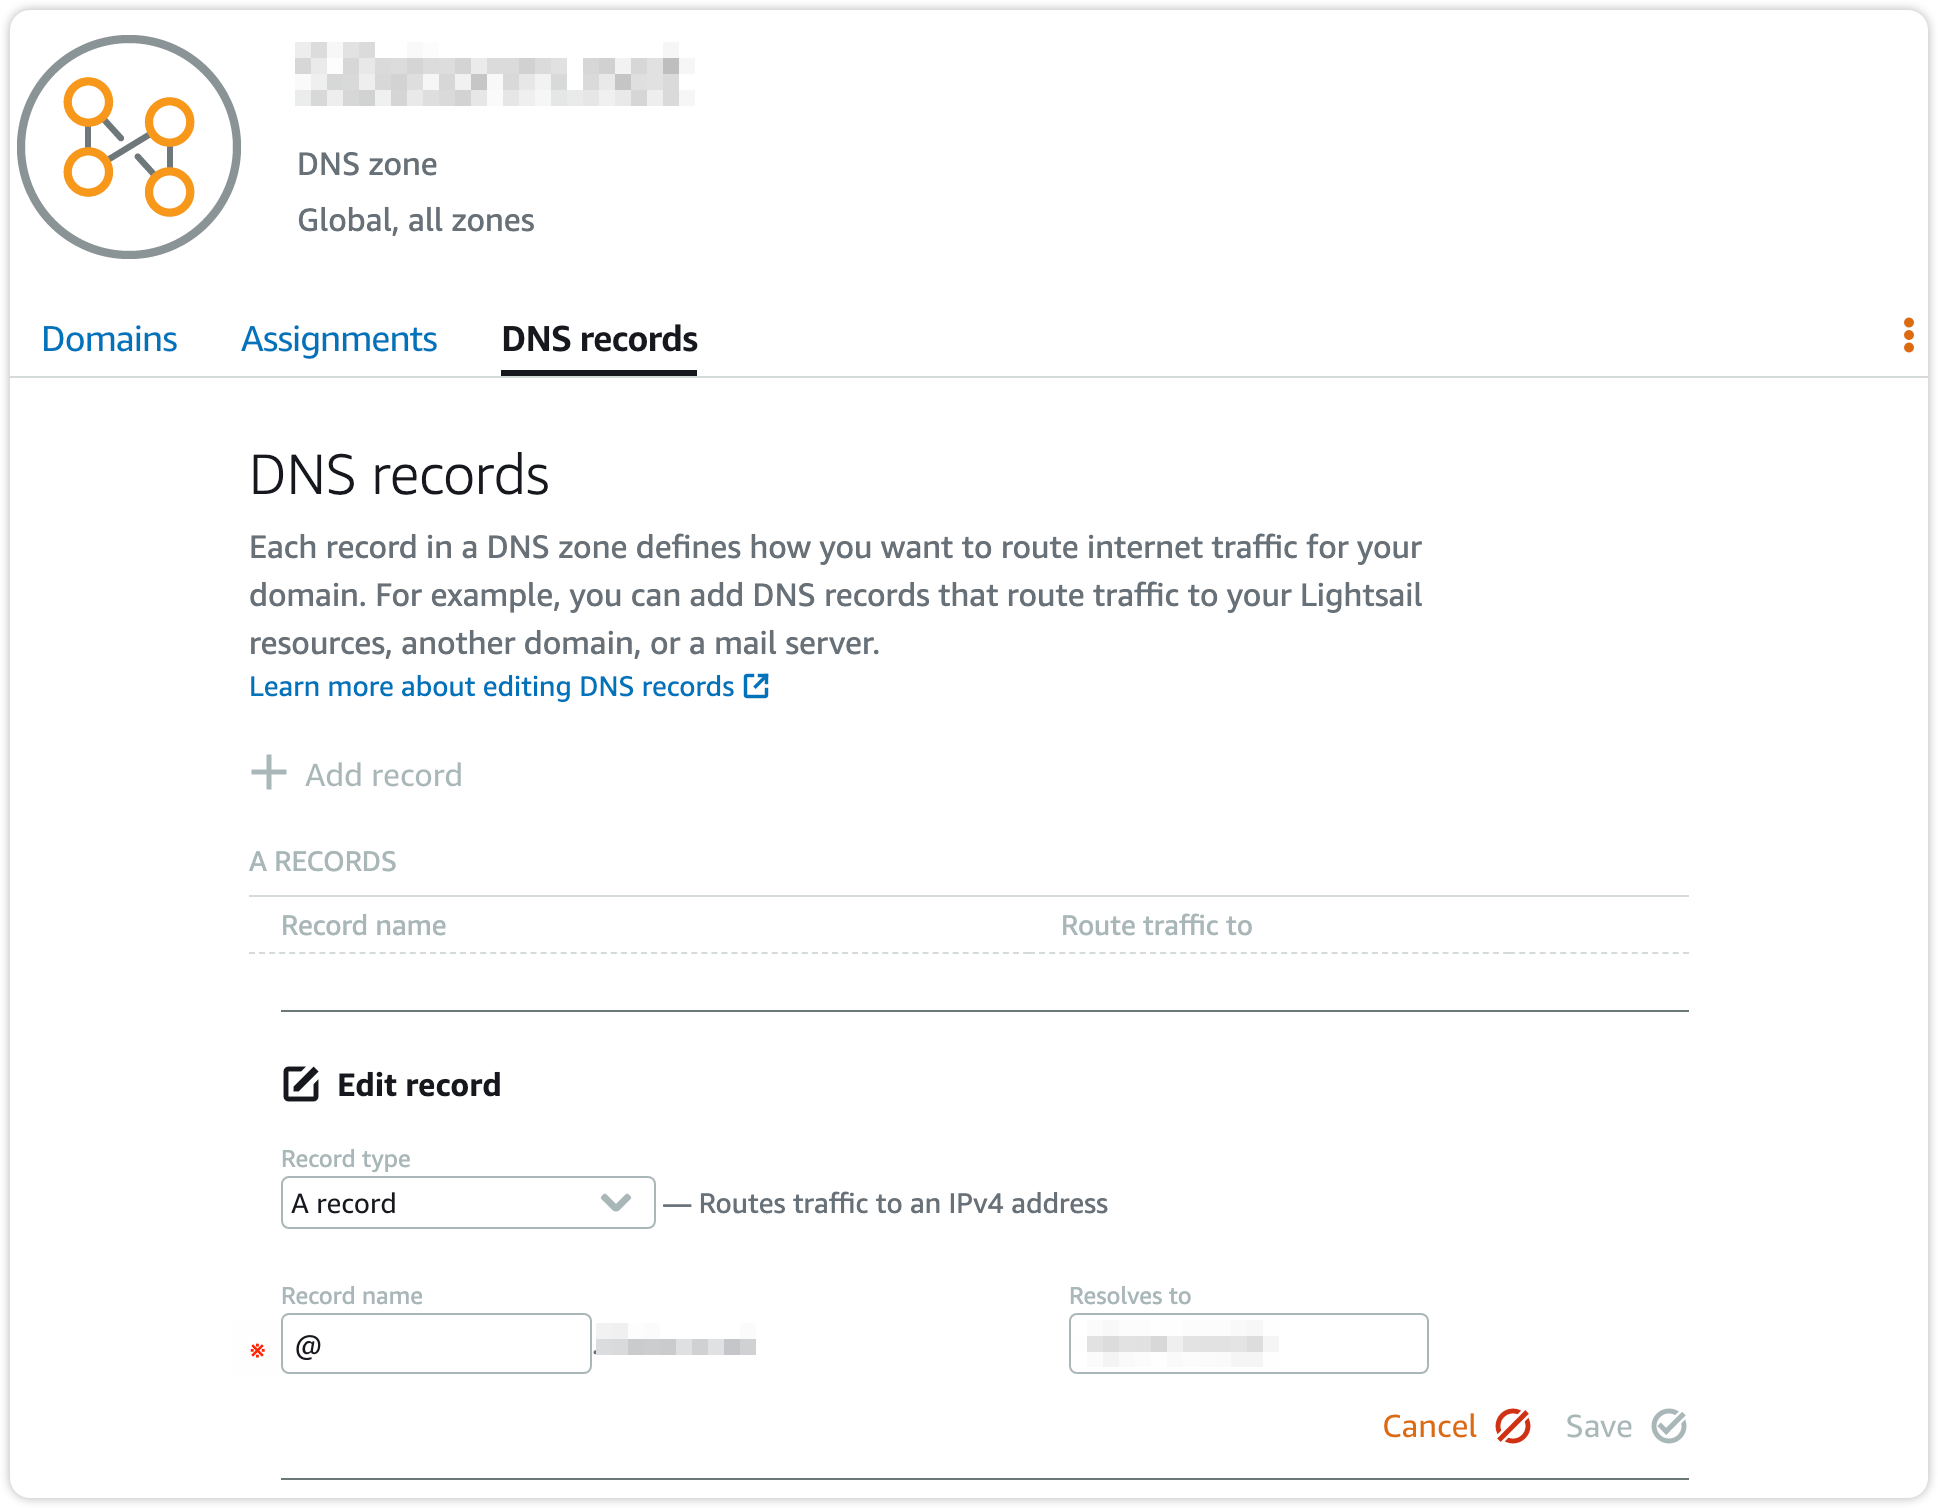 DNS zone
Global, all zones
Domains Assignments DNS records
DNS records
Each record in a DNS zone defines how you want to route internet traffic for your
domain. For example, you can add DNS records that route traffic to your Lightsail
resources, another domain, or a mail server.
Learn more about editing DNS records
Add record
A RECORDS
Record name Route traffic to
Edit record
Record type
A record — Routes traffic to an IPv4 address
Record name Resolves to
※ @ .
Cancel Save